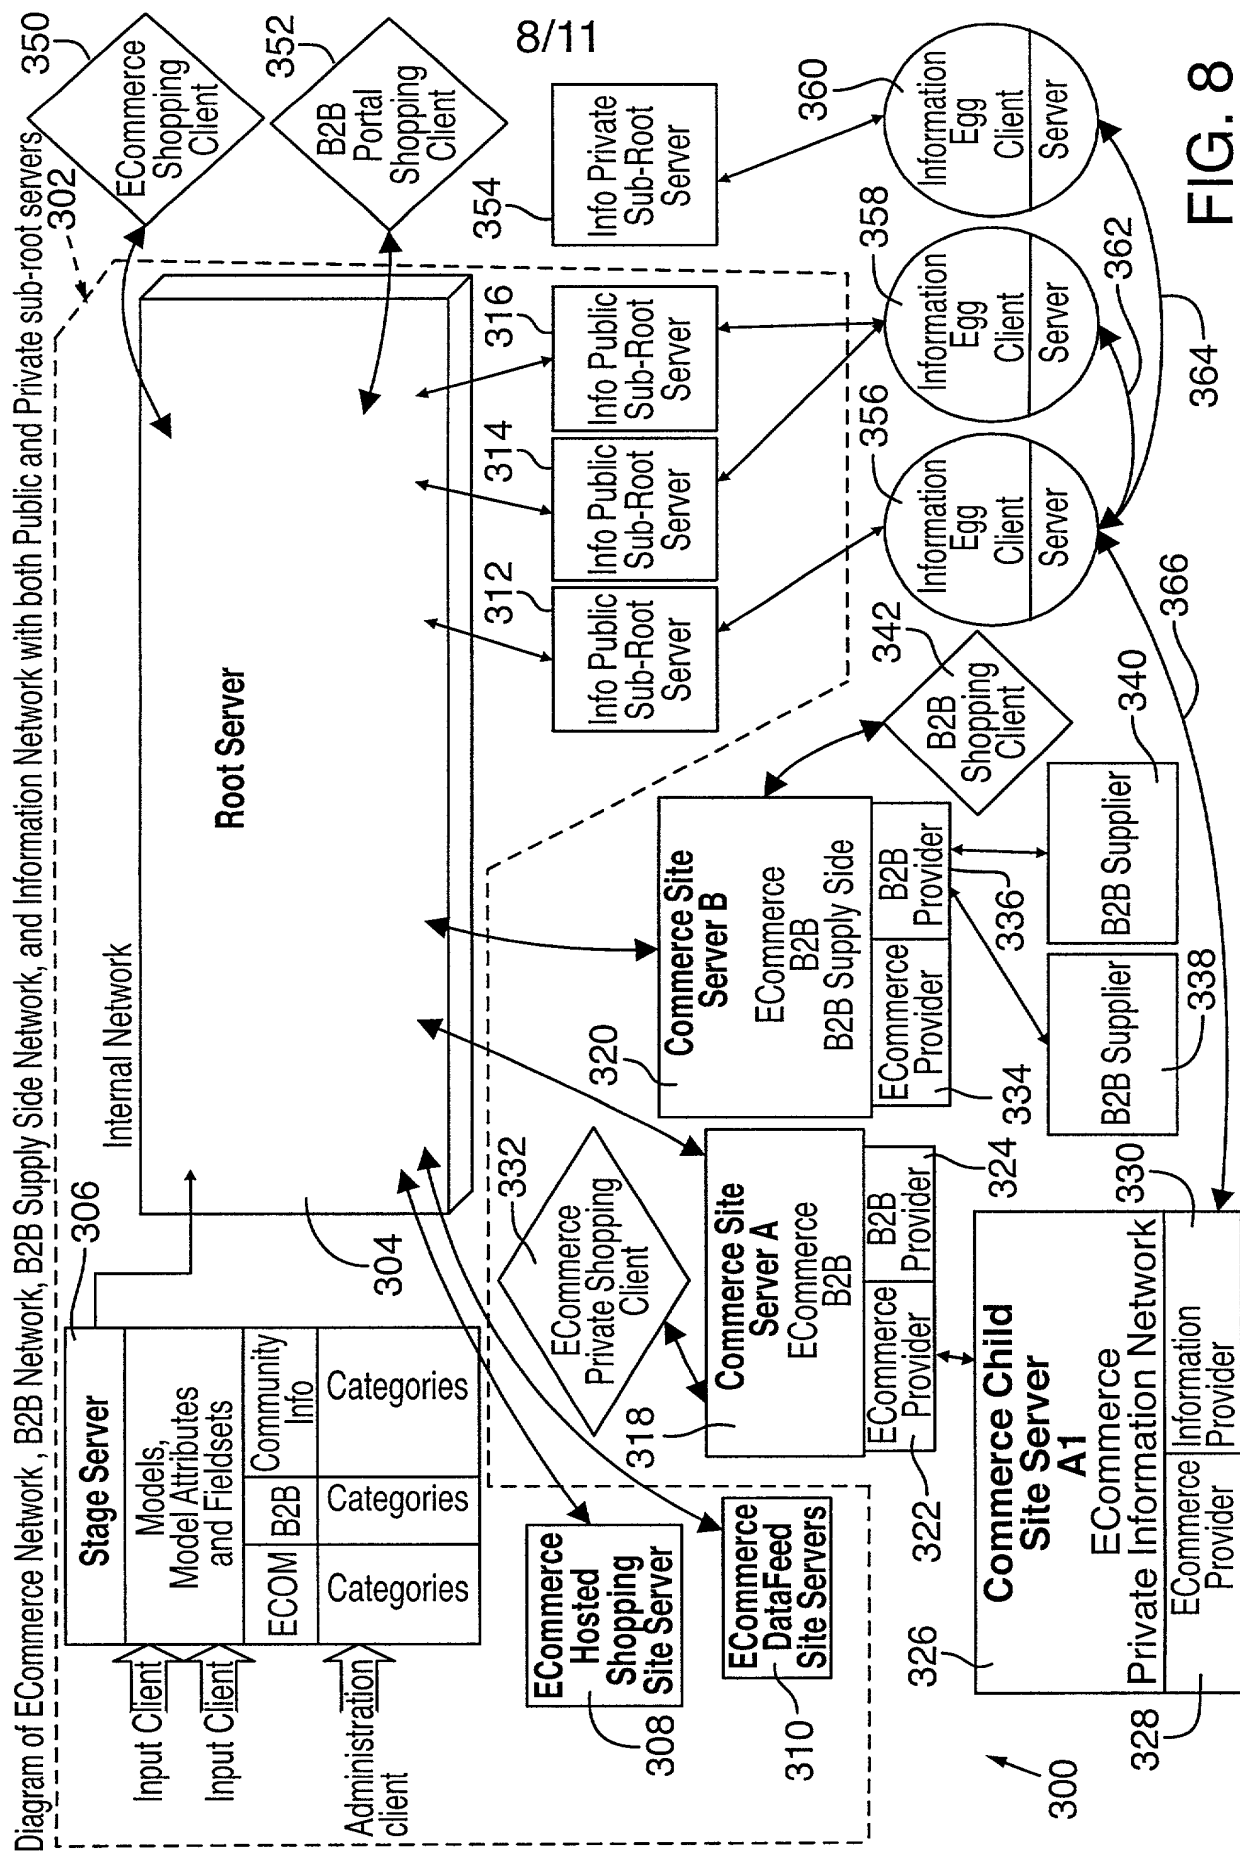 8/11
Diagram of ECommerce Network , B2B Network, B2B Supply Side Network, and Information Network with both Public and Private sub-root servers
302
Internal Network
306
Stage Server
Models,
Model Attributes
and Fieldsets
ECOM
B2B
Community
Info
Categories
Categories
Categories
Input Client
Input Client
Administration
client
Root Server
304
350
ECommerce
Shopping
Client
352
B2B
Portal
Shopping
Client
ECommerce
Hosted
Shopping
Site Server
308
ECommerce
DataFeed
Site Servers
310
332
ECommerce
Private Shopping
Client
Commerce Site
Server A
ECommerce
B2B
318
ECommerce
Provider
B2B
Provider
322
324
320
Commerce Site
Server B
ECommerce
B2B
B2B Supply Side
ECommerce
Provider
B2B
Provider
334
336
B2B Supplier
338
B2B Supplier
340
342
B2B
Shopping
Client
312
Info Public
Sub-Root
Server
314
Info Public
Sub-Root
Server
316
Info Public
Sub-Root
Server
354
Info Private
Sub-Root
Server
356
Information
Egg
Client
Server
358
Information
Egg
Client
Server
360
Information
Egg
Client
Server
362
364
366
326
Commerce Child
Site Server
A1
ECommerce
Private Information Network
ECommerce
Provider
Information
Provider
328
330
300
FIG. 8